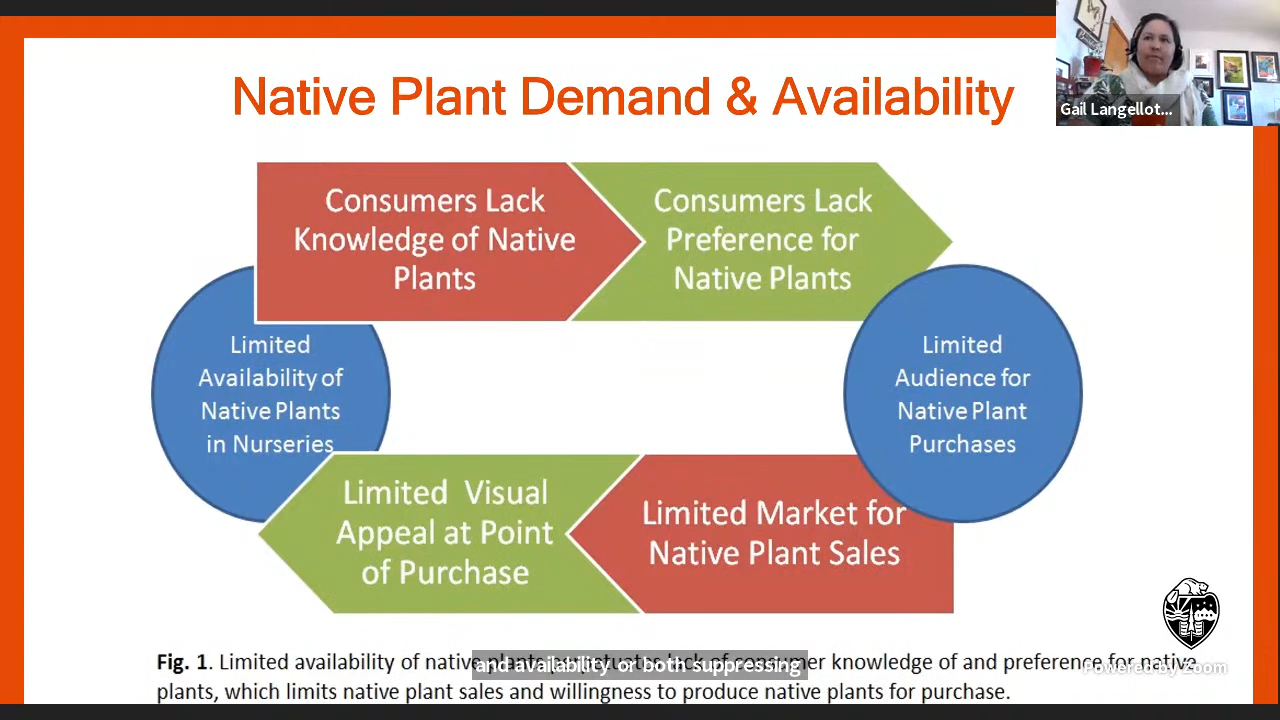 Native Plant Demand & Availability
Gail Langellot...
Consumers Lack
Knowledge of Native
Plants
Consumers Lack
Preference for
Native Plants
Limited
Availability of
Native Plants
in Nurseries
Limited
Audience for
Native Plant
Purchases
Limited Visual
Appeal at Point
of Purchase
Limited Market for
Native Plant Sales
Fig. 1. Limited availability of native plants perpetuates lack of consumer knowledge of and preference for native
plants, which limits native plant sales and willingness to produce native plants for purchase.
and availability or both suppressing
Powered by Zoom